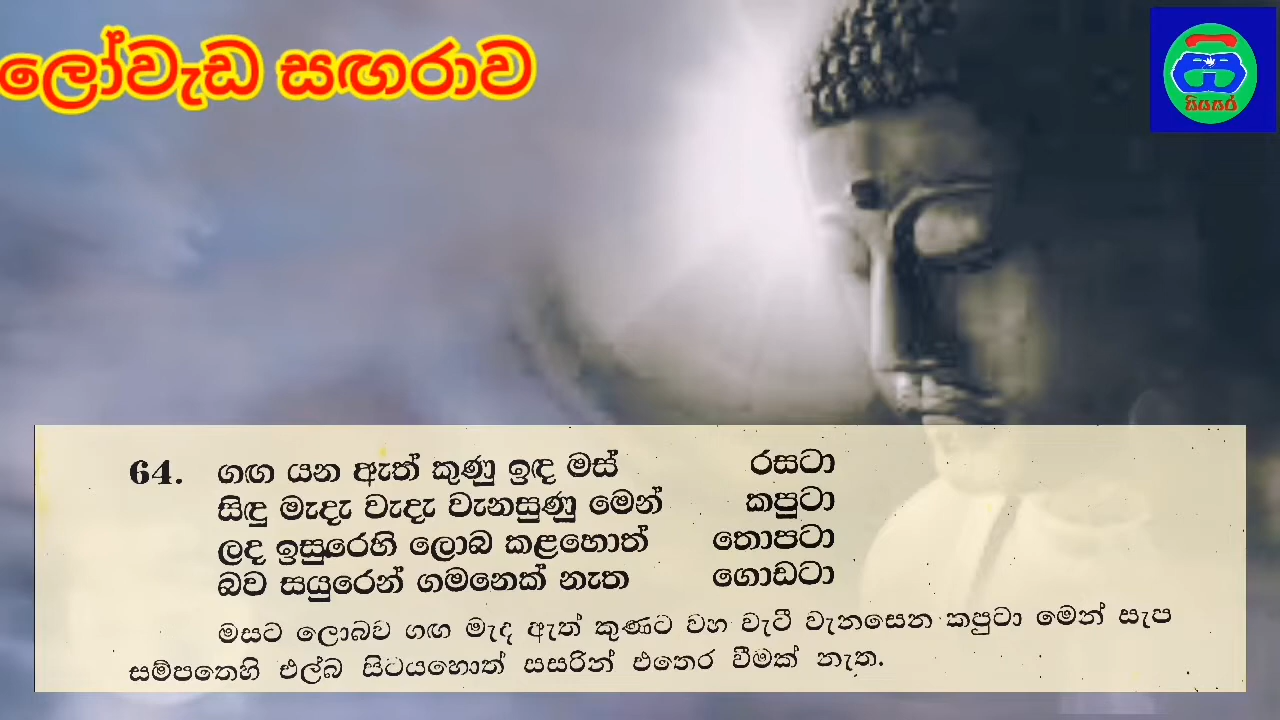 ලෝවැඩ සඟරාව
සියසර
64. ගඟ යන ඇත් කුණු ඉඳ මස් රසටා
සිඳු මැදැ වැදැ වැනසුණු මෙන් කපුටා
ලද ඉසුරෙහි ලොබ කළහොත් තොපටා
බව සයුරෙන් ගමනෙක් නැත ගොඩටා
මසට ලොබව ගඟ මැද ඇත් කුණට වහ වැටී වැනසෙන කපුටා මෙන් සැප
සම්පතෙහි එල්බ සිටයහොත් සසරින් එතෙර වීමක් නැත.